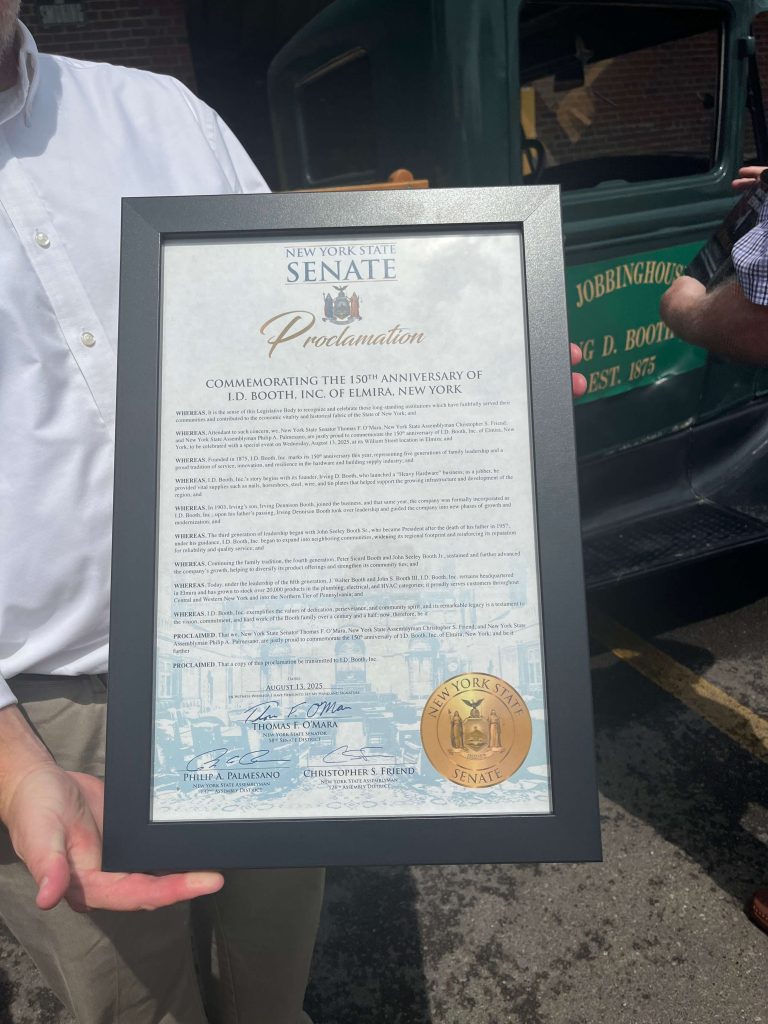 NEW YORK STATE
SENATE
Proclamation
COMMEMORATING THE 150TH ANNIVERSARY OF
I.D. BOOTH, INC. OF ELMIRA, NEW YORK
WHEREAS, It is the sense of this Legislative Body to recognize and celebrate those long-standing institutions which have faithfully served their
communities and contributed to the economic vitality and historical fabric of the State of New York; and
WHEREAS, Attendant to such concern, we, New York State Senator Thomas F. O'Mara, New York State Assemblyman Christopher S. Friend,
and New York State Assemblyman Philip A. Palmesano, are justly proud to commemorate the 150th anniversary of I.D. Booth, Inc. of Elmira, New
York, to be celebrated with a special event on Wednesday, August 13, 2025, at its William Street location in Elmira; and
WHEREAS, Founded in 1875, I.D. Booth, Inc. marks its 150th anniversary this year, representing five generations of family leadership and a
proud tradition of service, innovation, and resilience in the hardware and building supply industry; and
WHEREAS, I.D. Booth, Inc.'s story begins with its founder, Irving D. Booth, who launched a "Heavy Hardware" business; as a jobber, he
provided vital supplies such as nails, horseshoes, steel, wire, and tin plates that helped support the growing infrastructure and development of the
region; and
WHEREAS, In 1903, Irving's son, Irving Dennison Booth, joined the business, and that same year, the company was formally incorporated as
I.D. Booth, Inc.; upon his father's passing, Irving Dennison Booth took over leadership and guided the company into new phases of growth and
modernization; and
WHEREAS, The third generation of leadership began with John Seeley Booth Sr., who became President after the death of his father in 1957;
under his guidance, I.D. Booth, Inc. began to expand into neighboring communities, widening its regional footprint and reinforcing its reputation
for reliability and quality service; and
WHEREAS, Continuing the family tradition, the fourth generation, Peter Sicard Booth and John Seeley Booth Jr., sustained and further advanced
the company's growth, helping to diversify its product offerings and strengthen its community ties; and
WHEREAS, Today, under the leadership of the fifth generation, J. Walter Booth and John S. Booth III, I.D. Booth, Inc. remains headquartered
in Elmira and has grown to stock over 20,000 products in the plumbing, electrical, and HVAC categories; it proudly serves customers throughout
Central and Western New York and into the Northern Tier of Pennsylvania; and
WHEREAS, I.D. Booth, Inc. exemplifies the values of dedication, perseverance, and community spirit, and its remarkable legacy is a testament to
the vision, commitment, and hard work of the Booth family over a century and a half; now, therefore, be it
PROCLAIMED, That we, New York State Senator Thomas F. O'Mara, New York State Assemblyman Christopher S. Friend, and New York State
Assemblyman Philip A. Palmesano, are justly proud to commemorate the 150th anniversary of I.D. Booth, Inc. of Elmira, New York; and be it
further
PROCLAIMED, That a copy of this proclamation be transmitted to I.D. Booth, Inc.
DATED
AUGUST 13, 2025
THOMAS F. O'MARA
NEW YORK STATE SENATOR
58TH SENATE DISTRICT
PHILIP A. PALMESANO
NEW YORK STATE ASSEMBLYMAN
132ND ASSEMBLY DISTRICT
CHRISTOPHER S. FRIEND
NEW YORK STATE ASSEMBLYMAN
ASSEMBLY DISTRICT
NEW YORK STATE
SENATE
JOBBINGHOUS
G D. BOOTH
EST. 1875